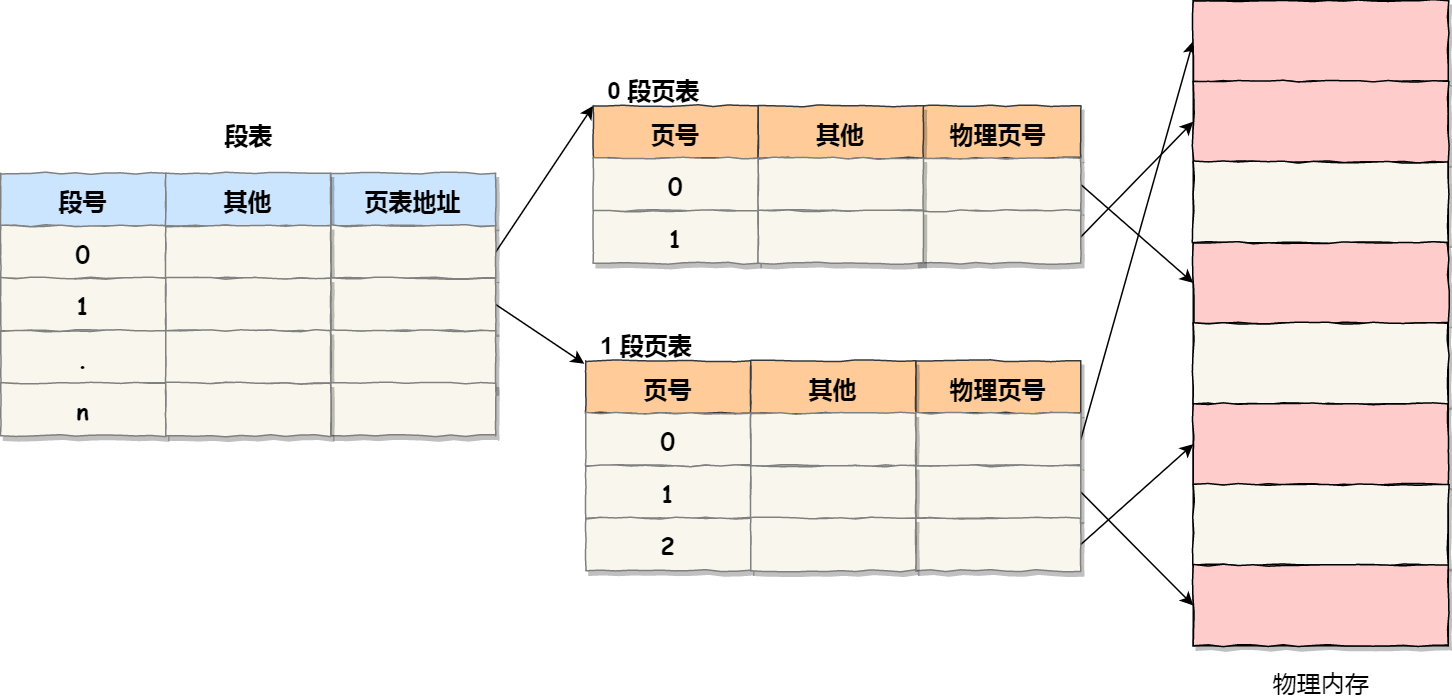 段表
段号 其他 页表地址
0
1
.
n
0 段页表
页号 其他 物理页号
0
1
1 段页表
页号 其他 物理页号
0
1
2
物理内存